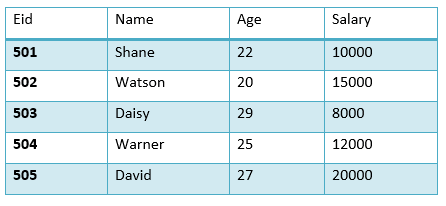 Eid Name Age Salary
501 Shane 22 10000
502 Watson 20 15000
503 Daisy 29 8000
504 Warner 25 12000
505 David 27 20000